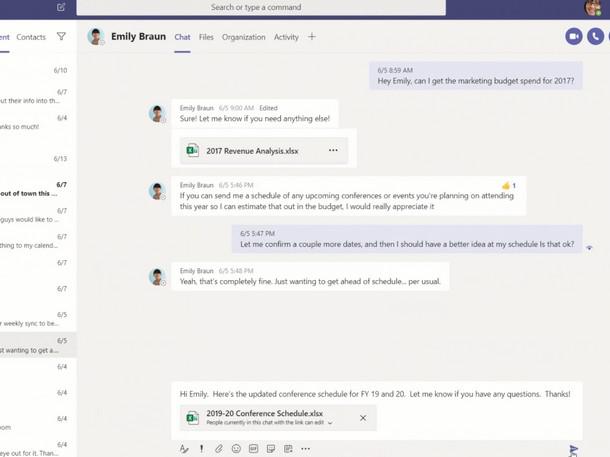 Search or type a command
Contacts
Emily Braun
Chat
Files
Organization
Activity
6/10
6/7
out their info into th...
6/4
anks so much!
6/13
6/7
out of town this ...
6/7
guys would like to ...
6/7
thing to my calend...
6/7
6/7
6/5
r weekly sync to be...
6/5
st wanting to get a...
6/4
6/4
6/4
om
6/4
eye out for it. Than...
6/5 8:59 AM
Hey Emily, can I get the marketing budget spend for 2017?
Emily Braun 6/5 9:00 AM Edited
Sure! Let me know if you need anything else!
2017 Revenue Analysis.xlsx
Emily Braun 6/5 5:46 PM
1
If you can send me a schedule of any upcoming conferences or events you're planning on attending
this year so I can estimate that out in the budget, I would really appreciate it
6/5 5:47 PM
Let me confirm a couple more dates, and then I should have a better idea at my schedule Is that ok?
Emily Braun 6/5 5:48 PM
Yeah, that's completely fine. Just wanting to get ahead of schedule... per usual.
Hi Emily. Here's the updated conference schedule for FY 19 and 20. Let me know if you have any questions. Thanks!
2019-20 Conference Schedule.xlsx
People currently in this chat with the link can edit
GIF